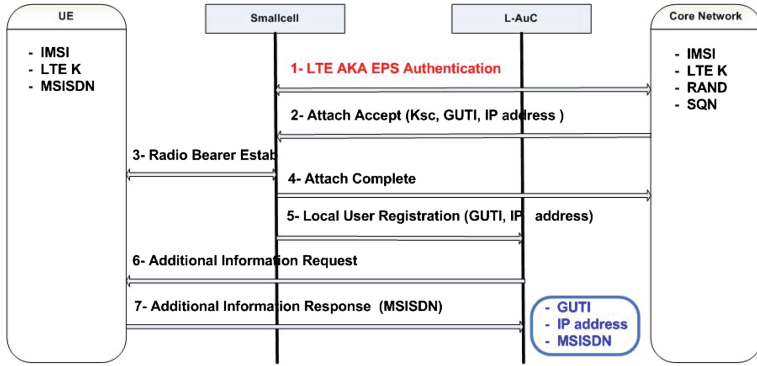 UE
Smallcell
L-AuC
Core Network
- IMSI
- LTE K
- MSISDN
- IMSI
- LTE K
- RAND
- SQN
1- LTE AKA EPS Authentication
2- Attach Accept (Ksc, GUTI, IP address )
3- Radio Bearer Estab
4- Attach Complete
5- Local User Registration (GUTI, IP address)
6- Additional Information Request
7- Additional Information Response (MSISDN)
- GUTI
- IP address
- MSISDN